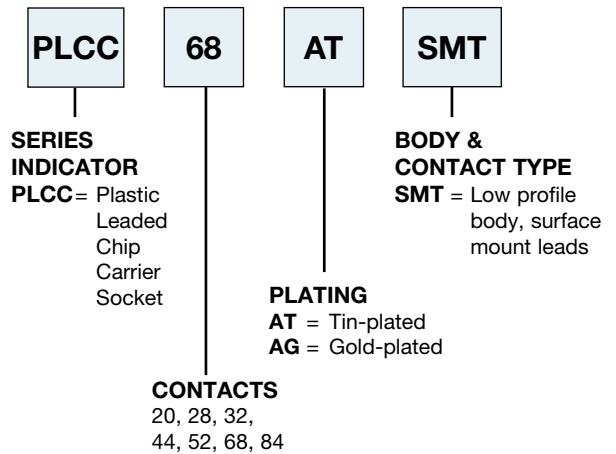 PLCC 68 AT SMT
SERIES
INDICATOR
PLCC = Plastic
Leaded
Chip
Carrier
Socket
BODY &
CONTACT TYPE
SMT = Low profile
body, surface
mount leads
PLATING
AT = Tin-plated
AG = Gold-plated
CONTACTS
20, 28, 32,
44, 52, 68, 84